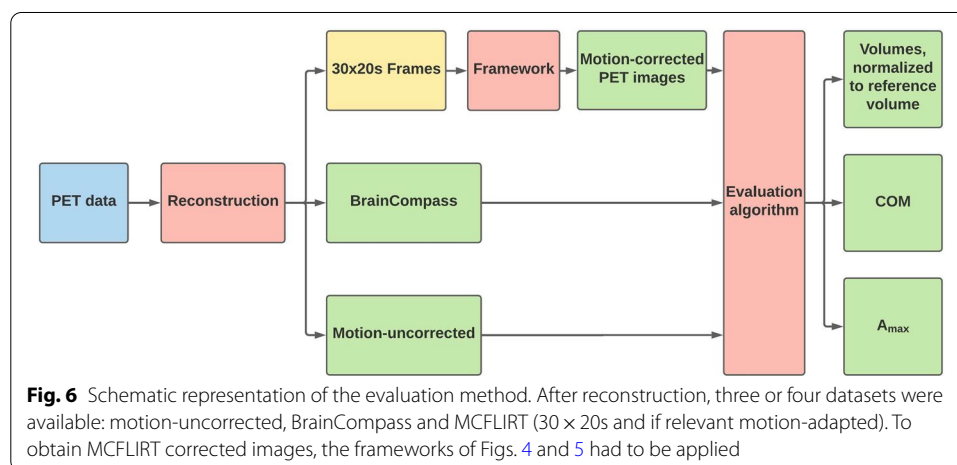 30x20s Frames
Framework
Motion-corrected
PET images
Volumes,
normalized
to reference
volume
PET data
Reconstruction
BrainCompass
Evaluation
algorithm
COM
Motion-uncorrected
Amax
Fig. 6 Schematic representation of the evaluation method. After reconstruction, three or four datasets were
available: motion-uncorrected, BrainCompass and MCFLIRT (30 × 20s and if relevant motion-adapted). To
obtain MCFLIRT corrected images, the frameworks of Figs. 4 and 5 had to be applied